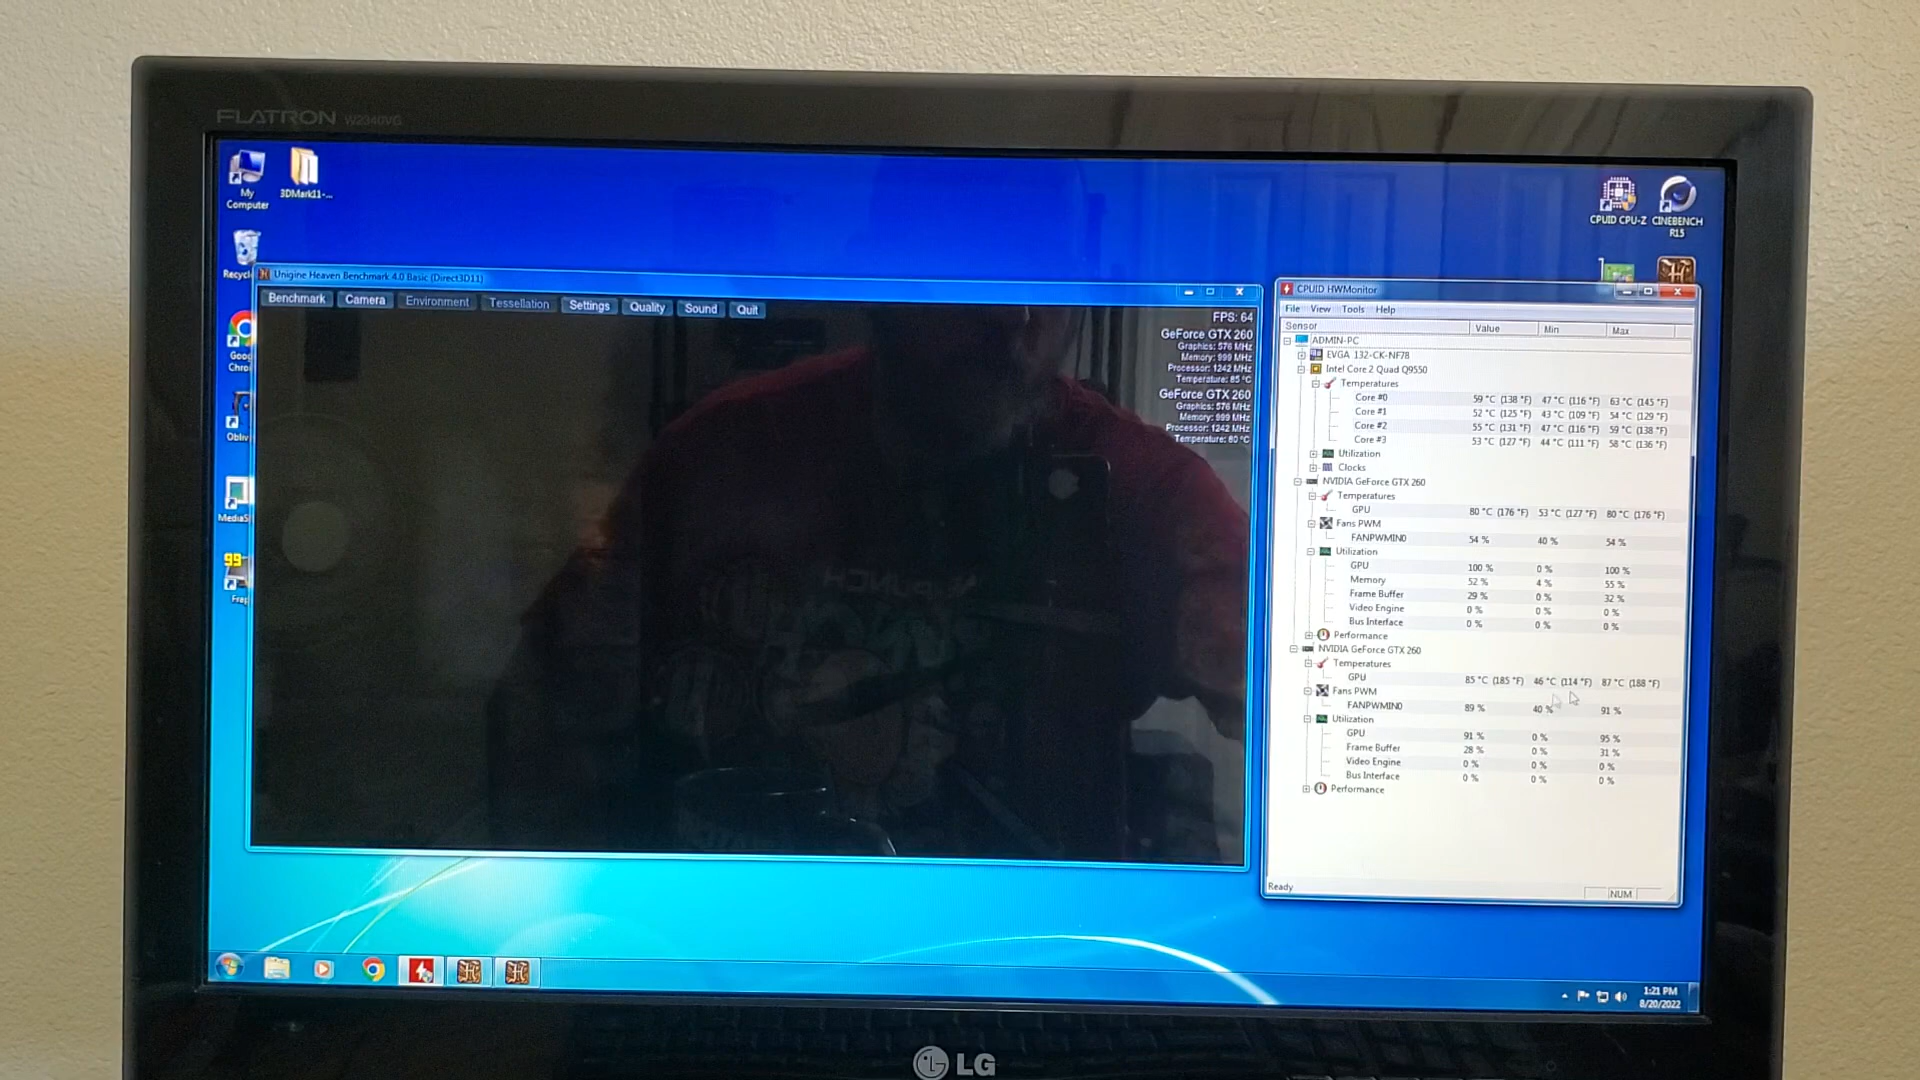 FLATRON W2340VG
My Computer
3DMark11-...
CPUID CPU-Z
CINEBENCH R15
Recycl
Goo
Chro
Obliv
MediaS
99
Frap
Unigine Heaven Benchmark 4.0 Basic (Direct3D11)
Benchmark Camera Environment Tessellation Settings Quality Sound Quit
FPS: 64
GeForce GTX 260
Graphics: 576 MHz
Memory: 999 MHz
Processor: 1242 MHz
Temperature: 85 °C
GeForce GTX 260
Graphics: 576 MHz
Memory: 999 MHz
Processor: 1242 MHz
Temperature: 80 °C
CPUID HWMonitor
File View Tools Help
Sensor Value Min Max
ADMIN-PC
EVGA 132-CK-NF78
Intel Core 2 Quad Q9550
Temperatures
Core #0 59 °C (138 °F) 47 °C (116 °F) 63 °C (145 °F)
Core #1 52 °C (125 °F) 43 °C (109 °F) 54 °C (129 °F)
Core #2 55 °C (131 °F) 47 °C (116 °F) 59 °C (138 °F)
Core #3 53 °C (127 °F) 44 °C (111 °F) 58 °C (136 °F)
Utilization
Clocks
NVIDIA GeForce GTX 260
Temperatures
GPU 80 °C (176 °F) 53 °C (127 °F) 80 °C (176 °F)
Fans PWM
FANPWMIN0 54 % 40 % 54 %
Utilization
GPU 100 % 0 % 100 %
Memory 52 % 4 % 55 %
Frame Buffer 29 % 0 % 32 %
Video Engine 0 % 0 % 0 %
Bus Interface 0 % 0 % 0 %
Performance
NVIDIA GeForce GTX 260
Temperatures
GPU 85 °C (185 °F) 46 °C (114 °F) 87 °C (188 °F)
Fans PWM
FANPWMIN0 89 % 40 % 91 %
Utilization
GPU 91 % 0 % 95 %
Frame Buffer 28 % 0 % 31 %
Video Engine 0 % 0 % 0 %
Bus Interface 0 % 0 % 0 %
Performance
Ready NUM
1:21 PM
8/20/2022
LG